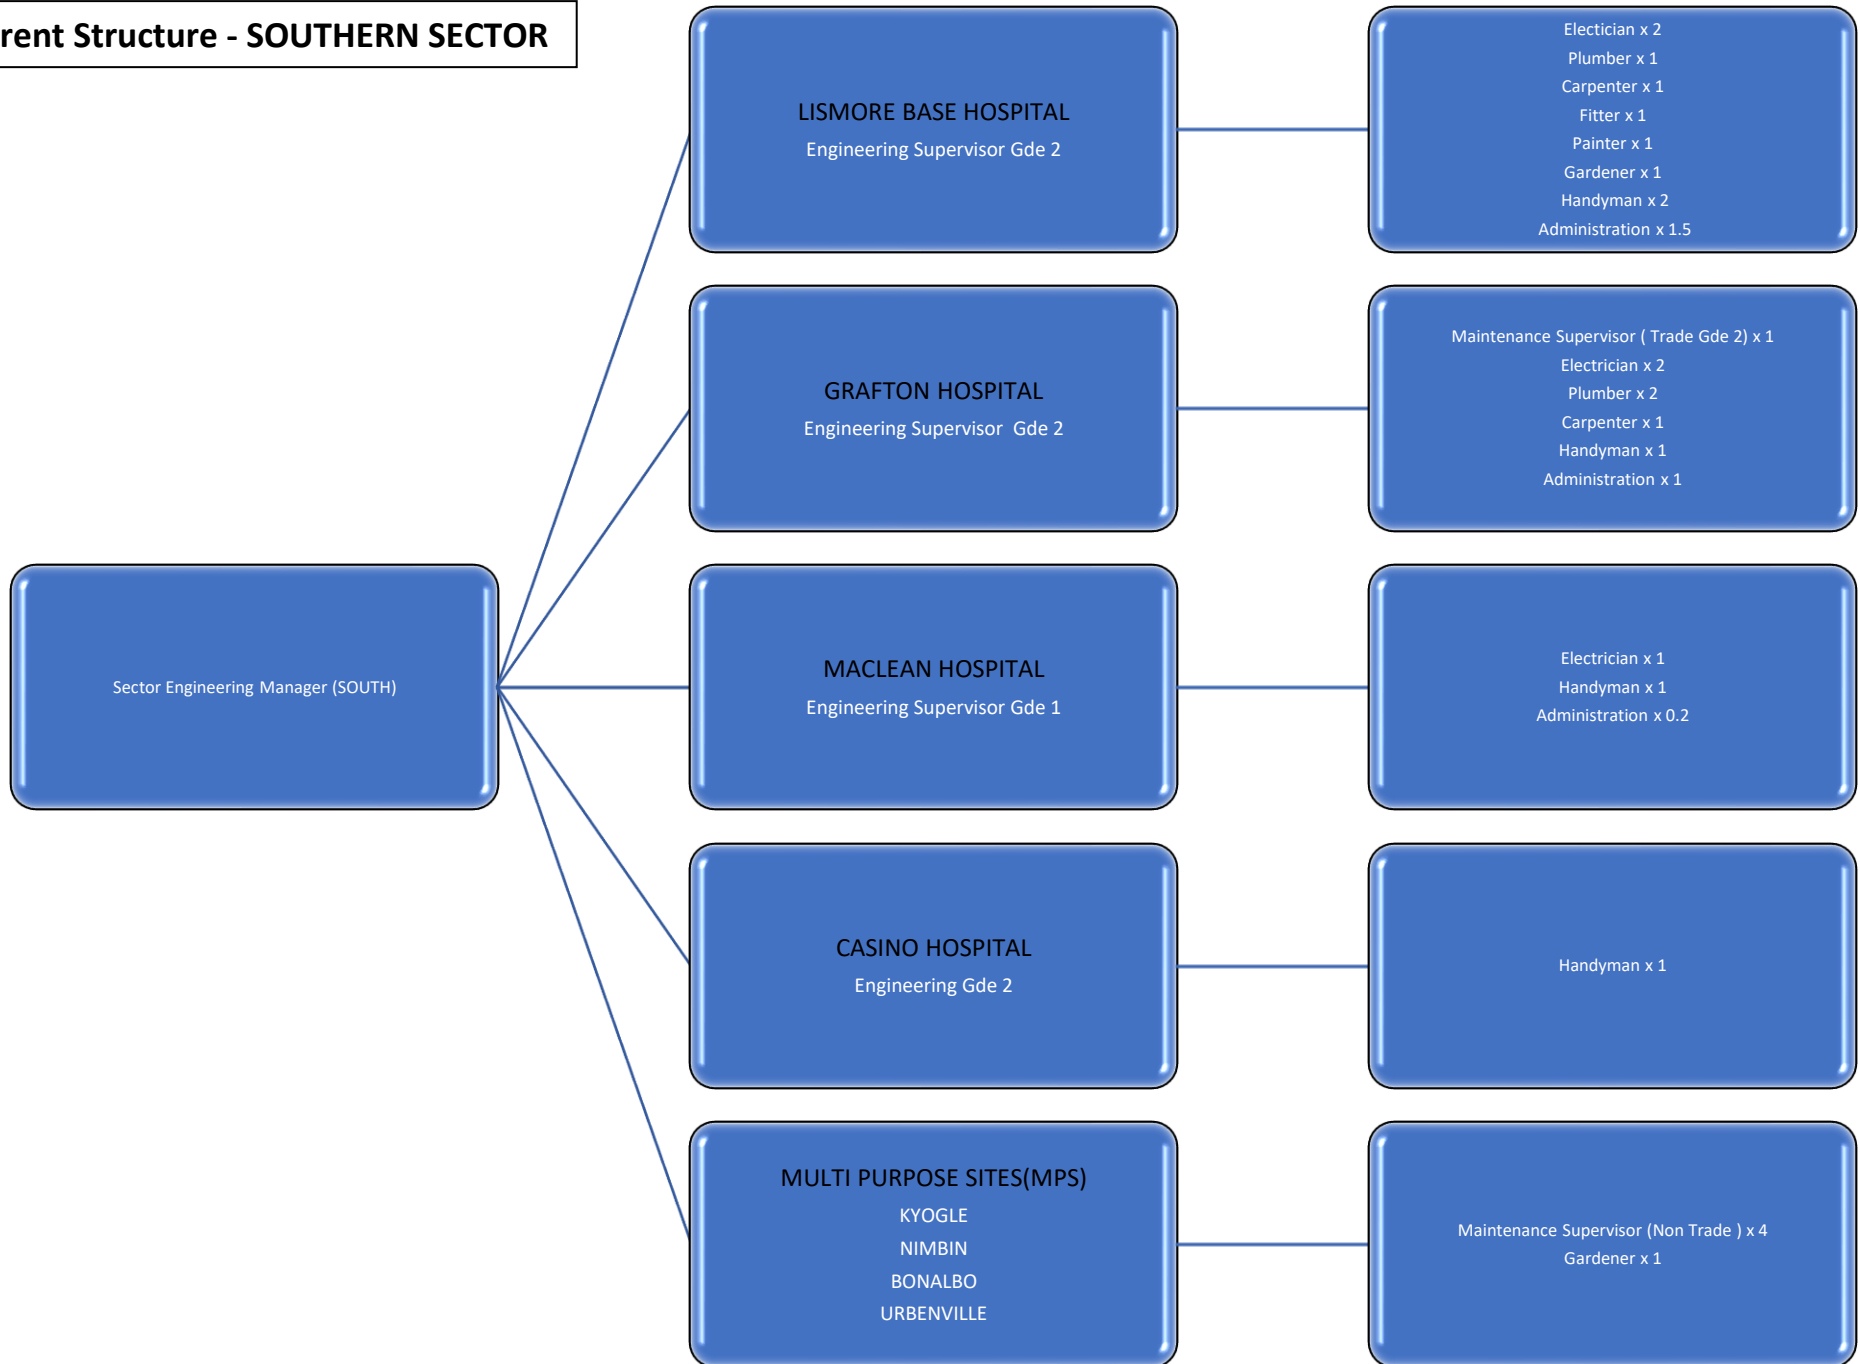 rent Structure - SOUTHERN SECTOR
Sector Engineering Manager (SOUTH)
LISMORE BASE HOSPITAL
Engineering Supervisor Gde 2
Electician x 2
Plumber x 1
Carpenter x 1
Fitter x 1
Painter x 1
Gardener x 1
Handyman x 2
Administration x 1.5
GRAFTON HOSPITAL
Engineering Supervisor  Gde 2
Maintenance Supervisor ( Trade Gde 2) x 1
Electrician x 2
Plumber x 2
Carpenter x 1
Handyman x 1
Administration x 1
MACLEAN HOSPITAL
Engineering Supervisor Gde 1
Electrician x 1
Handyman x 1
Administration x 0.2
CASINO HOSPITAL
Engineering Gde 2
Handyman x 1
MULTI PURPOSE SITES(MPS)
KYOGLE
NIMBIN
BONALBO
URBENVILLE
Maintenance Supervisor (Non Trade ) x 4
Gardener x 1